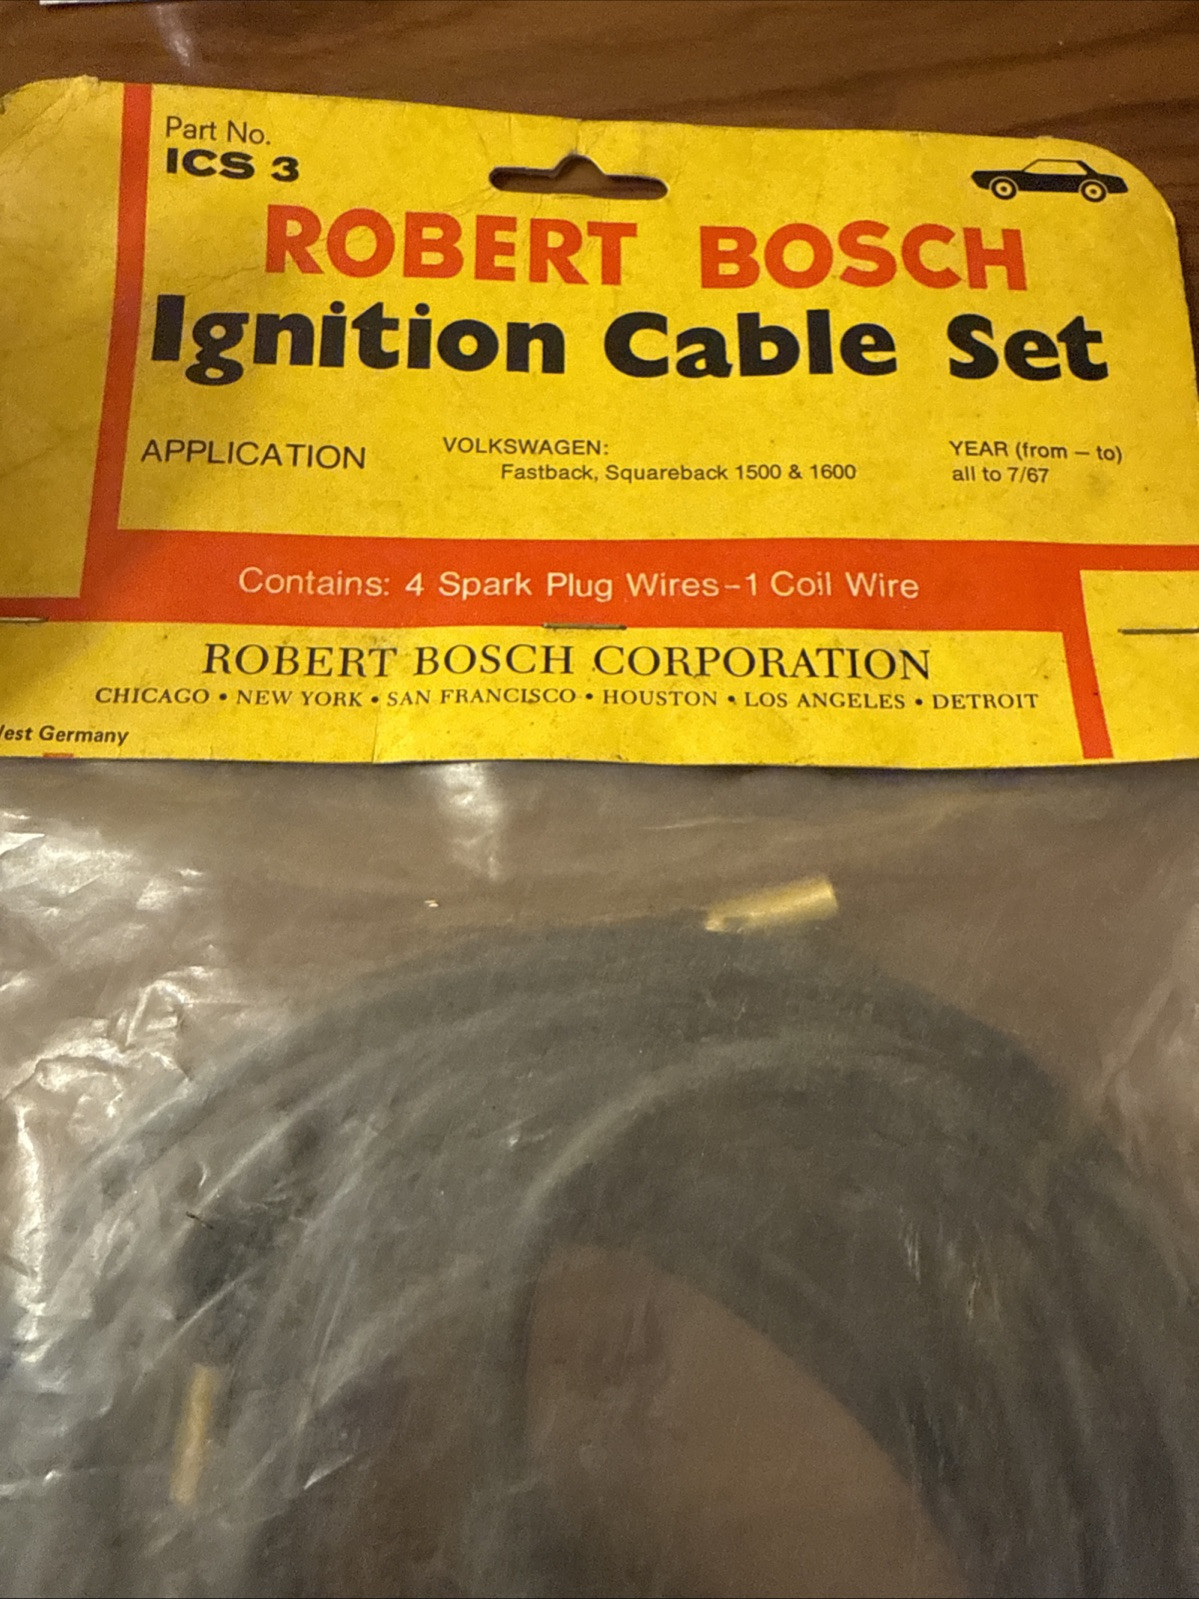 Part No.
ICS 3
ROBERT BOSCH
Ignition Cable Set
APPLICATION
VOLKSWAGEN:
Fastback, Squareback 1500 & 1600
YEAR (from – to)
all to 7/67
Contains: 4 Spark Plug Wires–1 Coil Wire
ROBERT BOSCH CORPORATION
CHICAGO • NEW YORK • SAN FRANCISCO • HOUSTON • LOS ANGELES • DETROIT
Germany